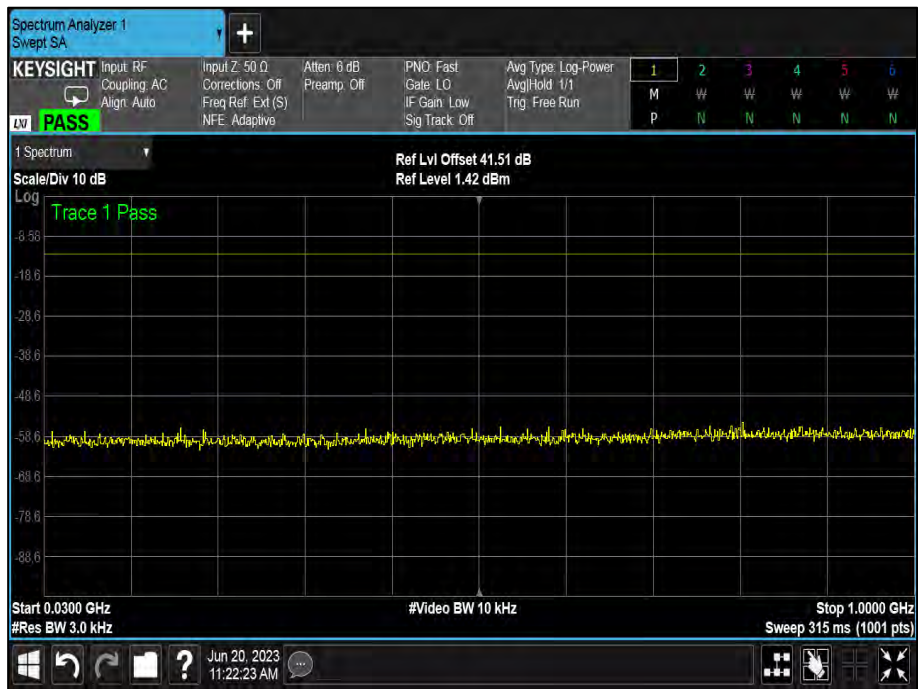 Spectrum Analyzer 1
Swept SA
+
KEYSIGHT
Input: RF
Coupling: AC
Align: Auto
Input Z: 50 Ω
Corrections: Off
Freq Ref: Ext (S)
NFE: Adaptive
Atten: 6 dB
Preamp: Off
PNO: Fast
Gate: LO
IF Gain: Low
Sig Track: Off
Avg Type: Log-Power
Avg|Hold: 1/1
Trig: Free Run
1 2 3 4 5 6
M W W W W W
P N N N N N
LXI PASS
1 Spectrum
Scale/Div 10 dB
Ref Lvl Offset 41.51 dB
Ref Level 1.42 dBm
Log
Trace 1 Pass
-8.58
-18.6
-28.6
-38.6
-48.6
-58.6
-68.6
-78.6
-88.6
Start 0.0300 GHz
#Video BW 10 kHz
Stop 1.0000 GHz
#Res BW 3.0 kHz
Sweep 315 ms (1001 pts)
?
Jun 20, 2023
11:22:23 AM